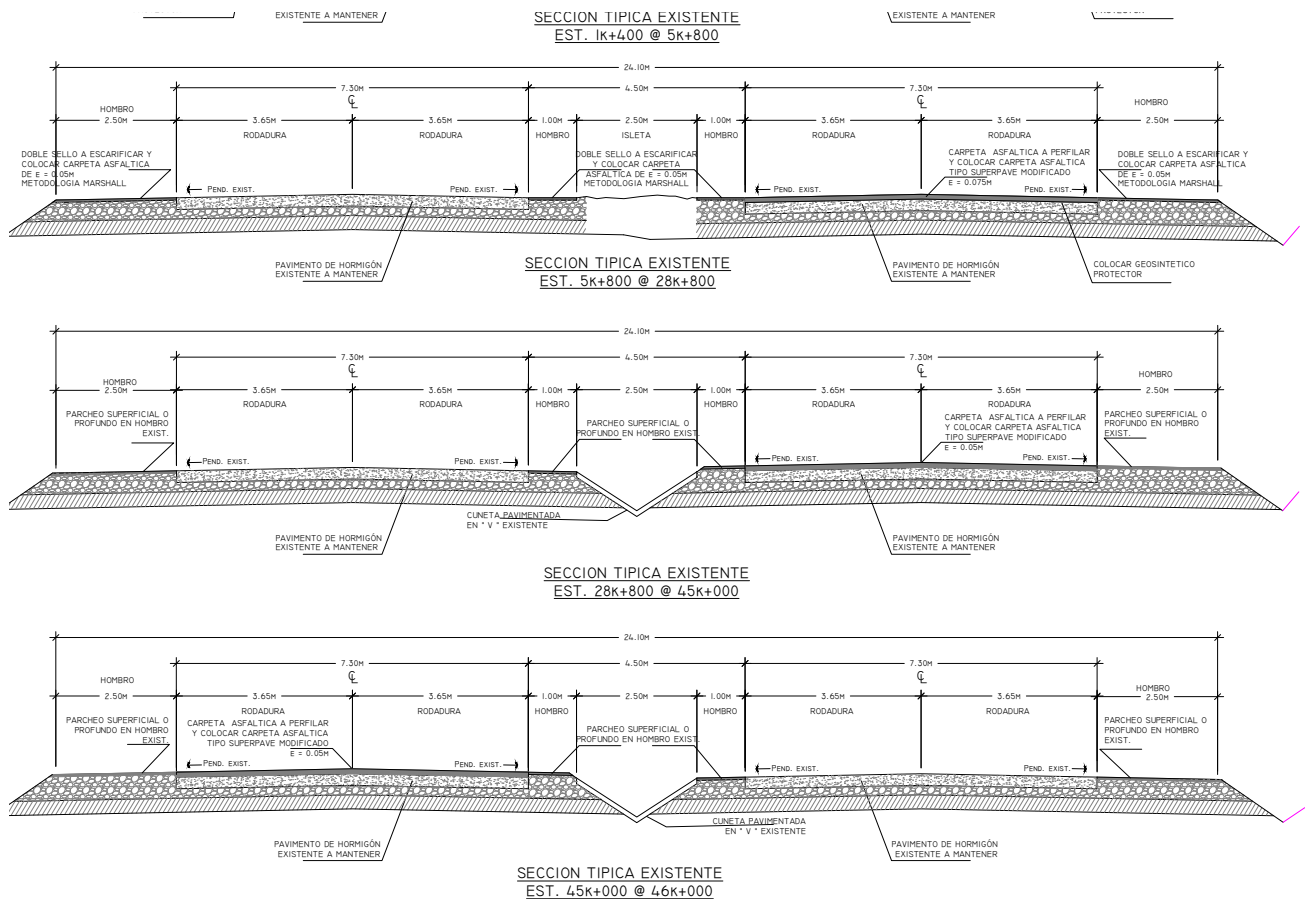 EXISTENTE A MANTENER
EXISTENTE A MANTENER
SECCION TIPICA EXISTENTE
EST. 1K+400 @ 5K+800
24.10M
7.30M
4.50M
7.30M
CL
CL
HOMBRO
HOMBRO
2.50M
3.65M
3.65M
1.00M
2.50M
1.00M
3.65M
3.65M
2.50M
RODADURA
RODADURA
HOMBRO
ISLETA
HOMBRO
RODADURA
RODADURA
DOBLE SELLO A ESCARIFICAR Y
COLOCAR CARPETA ASFALTICA
DE E = 0.05M
METODOLOGIA MARSHALL
DOBLE SELLO A ESCARIFICAR
Y COLOCAR CARPETA
ASFALTICA DE E = 0.05M
METODOLOGIA MARSHALL
CARPETA ASFALTICA A PERFILAR
Y COLOCAR CARPETA ASFALTICA
TIPO SUPERPAVE MODIFICADO
E = 0.075M
DOBLE SELLO A ESCARIFICAR Y
COLOCAR CARPETA ASFALTICA
DE E = 0.05M
METODOLOGIA MARSHALL
PEND. EXIST.
PEND. EXIST.
PEND. EXIST.
PEND. EXIST.
PAVIMENTO DE HORMIGÓN
EXISTENTE A MANTENER
PAVIMENTO DE HORMIGÓN
EXISTENTE A MANTENER
COLOCAR GEOSINTETICO
PROTECTOR
SECCION TIPICA EXISTENTE
EST. 5K+800 @ 28K+800
24.10M
7.30M
4.50M
7.30M
CL
CL
HOMBRO
HOMBRO
2.50M
3.65M
3.65M
1.00M
2.50M
1.00M
3.65M
3.65M
2.50M
RODADURA
RODADURA
HOMBRO
HOMBRO
RODADURA
RODADURA
PARCHEO SUPERFICIAL O
PROFUNDO EN HOMBRO
EXIST.
PARCHEO SUPERFICIAL O
PROFUNDO EN HOMBRO EXIST.
CARPETA ASFALTICA A PERFILAR
Y COLOCAR CARPETA ASFALTICA
TIPO SUPERPAVE MODIFICADO
E = 0.05M
PARCHEO SUPERFICIAL O
PROFUNDO EN HOMBRO
EXIST.
PEND. EXIST.
PEND. EXIST.
PEND. EXIST.
PEND. EXIST.
CUNETA PAVIMENTADA
EN " V " EXISTENTE
PAVIMENTO DE HORMIGÓN
EXISTENTE A MANTENER
PAVIMENTO DE HORMIGÓN
EXISTENTE A MANTENER
SECCION TIPICA EXISTENTE
EST. 28K+800 @ 45K+000
24.10M
7.30M
4.50M
7.30M
CL
CL
HOMBRO
HOMBRO
2.50M
3.65M
3.65M
1.00M
2.50M
1.00M
3.65M
3.65M
2.50M
RODADURA
RODADURA
HOMBRO
HOMBRO
RODADURA
RODADURA
PARCHEO SUPERFICIAL O
PROFUNDO EN HOMBRO
EXIST.
CARPETA ASFALTICA A PERFILAR
Y COLOCAR CARPETA ASFALTICA
TIPO SUPERPAVE MODIFICADO
E = 0.05M
PARCHEO SUPERFICIAL O
PROFUNDO EN HOMBRO EXIST.
PARCHEO SUPERFICIAL O
PROFUNDO EN HOMBRO
EXIST.
PEND. EXIST.
PEND. EXIST.
PEND. EXIST.
PEND. EXIST.
CUNETA PAVIMENTADA
EN " V " EXISTENTE
PAVIMENTO DE HORMIGÓN
EXISTENTE A MANTENER
PAVIMENTO DE HORMIGÓN
EXISTENTE A MANTENER
SECCION TIPICA EXISTENTE
EST. 45K+000 @ 46K+000